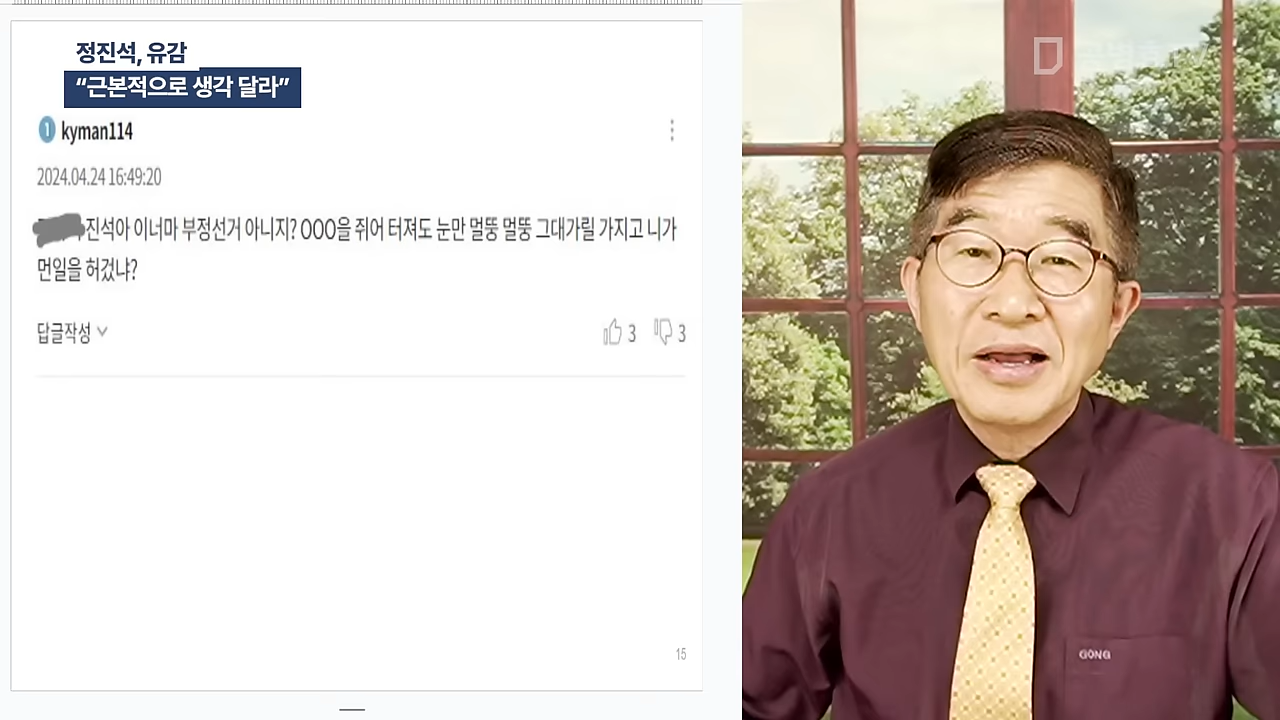 정진석, 유감
“근본적으로 생각 달라”
1 kyman114
2024.04.24 16:49:20
진석아 이너마 부정선거 아니지? OOO을 쥐어 터져도 눈만 멀뚱 멀뚱 그대가릴 가지고 니가
먼일을 허겠냐?
답글작성
3 3
15
GONG